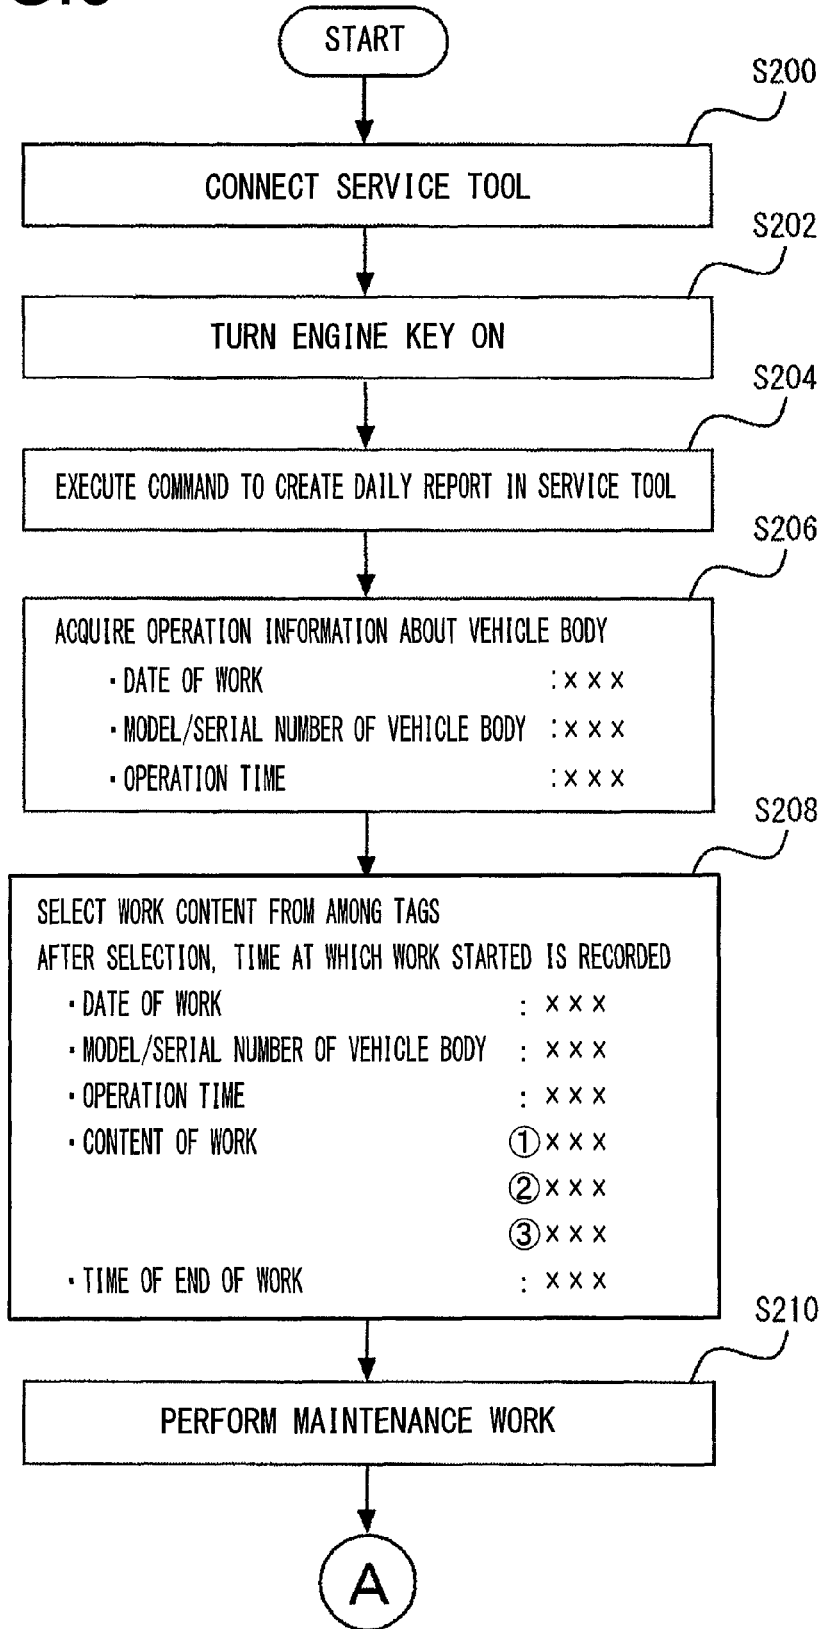 START
S200
CONNECT SERVICE TOOL
S202
TURN ENGINE KEY ON
S204
EXECUTE COMMAND TO CREATE DAILY REPORT IN SERVICE TOOL
S206
ACQUIRE OPERATION INFORMATION ABOUT VEHICLE BODY
・DATE OF WORK :×××
・MODEL/SERIAL NUMBER OF VEHICLE BODY :×××
・OPERATION TIME :×××
S208
SELECT WORK CONTENT FROM AMONG TAGS
AFTER SELECTION, TIME AT WHICH WORK STARTED IS RECORDED
・DATE OF WORK : ×××
・MODEL/SERIAL NUMBER OF VEHICLE BODY : ×××
・OPERATION TIME : ×××
・CONTENT OF WORK ①×××
②×××
③×××
・TIME OF END OF WORK : ×××
S210
PERFORM MAINTENANCE WORK
A